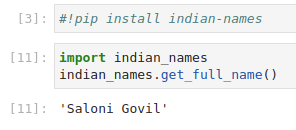 [3]: #!pip install indian-names
[11]: import indian_names
indian_names.get_full_name()
[11]: 'Saloni Govil'